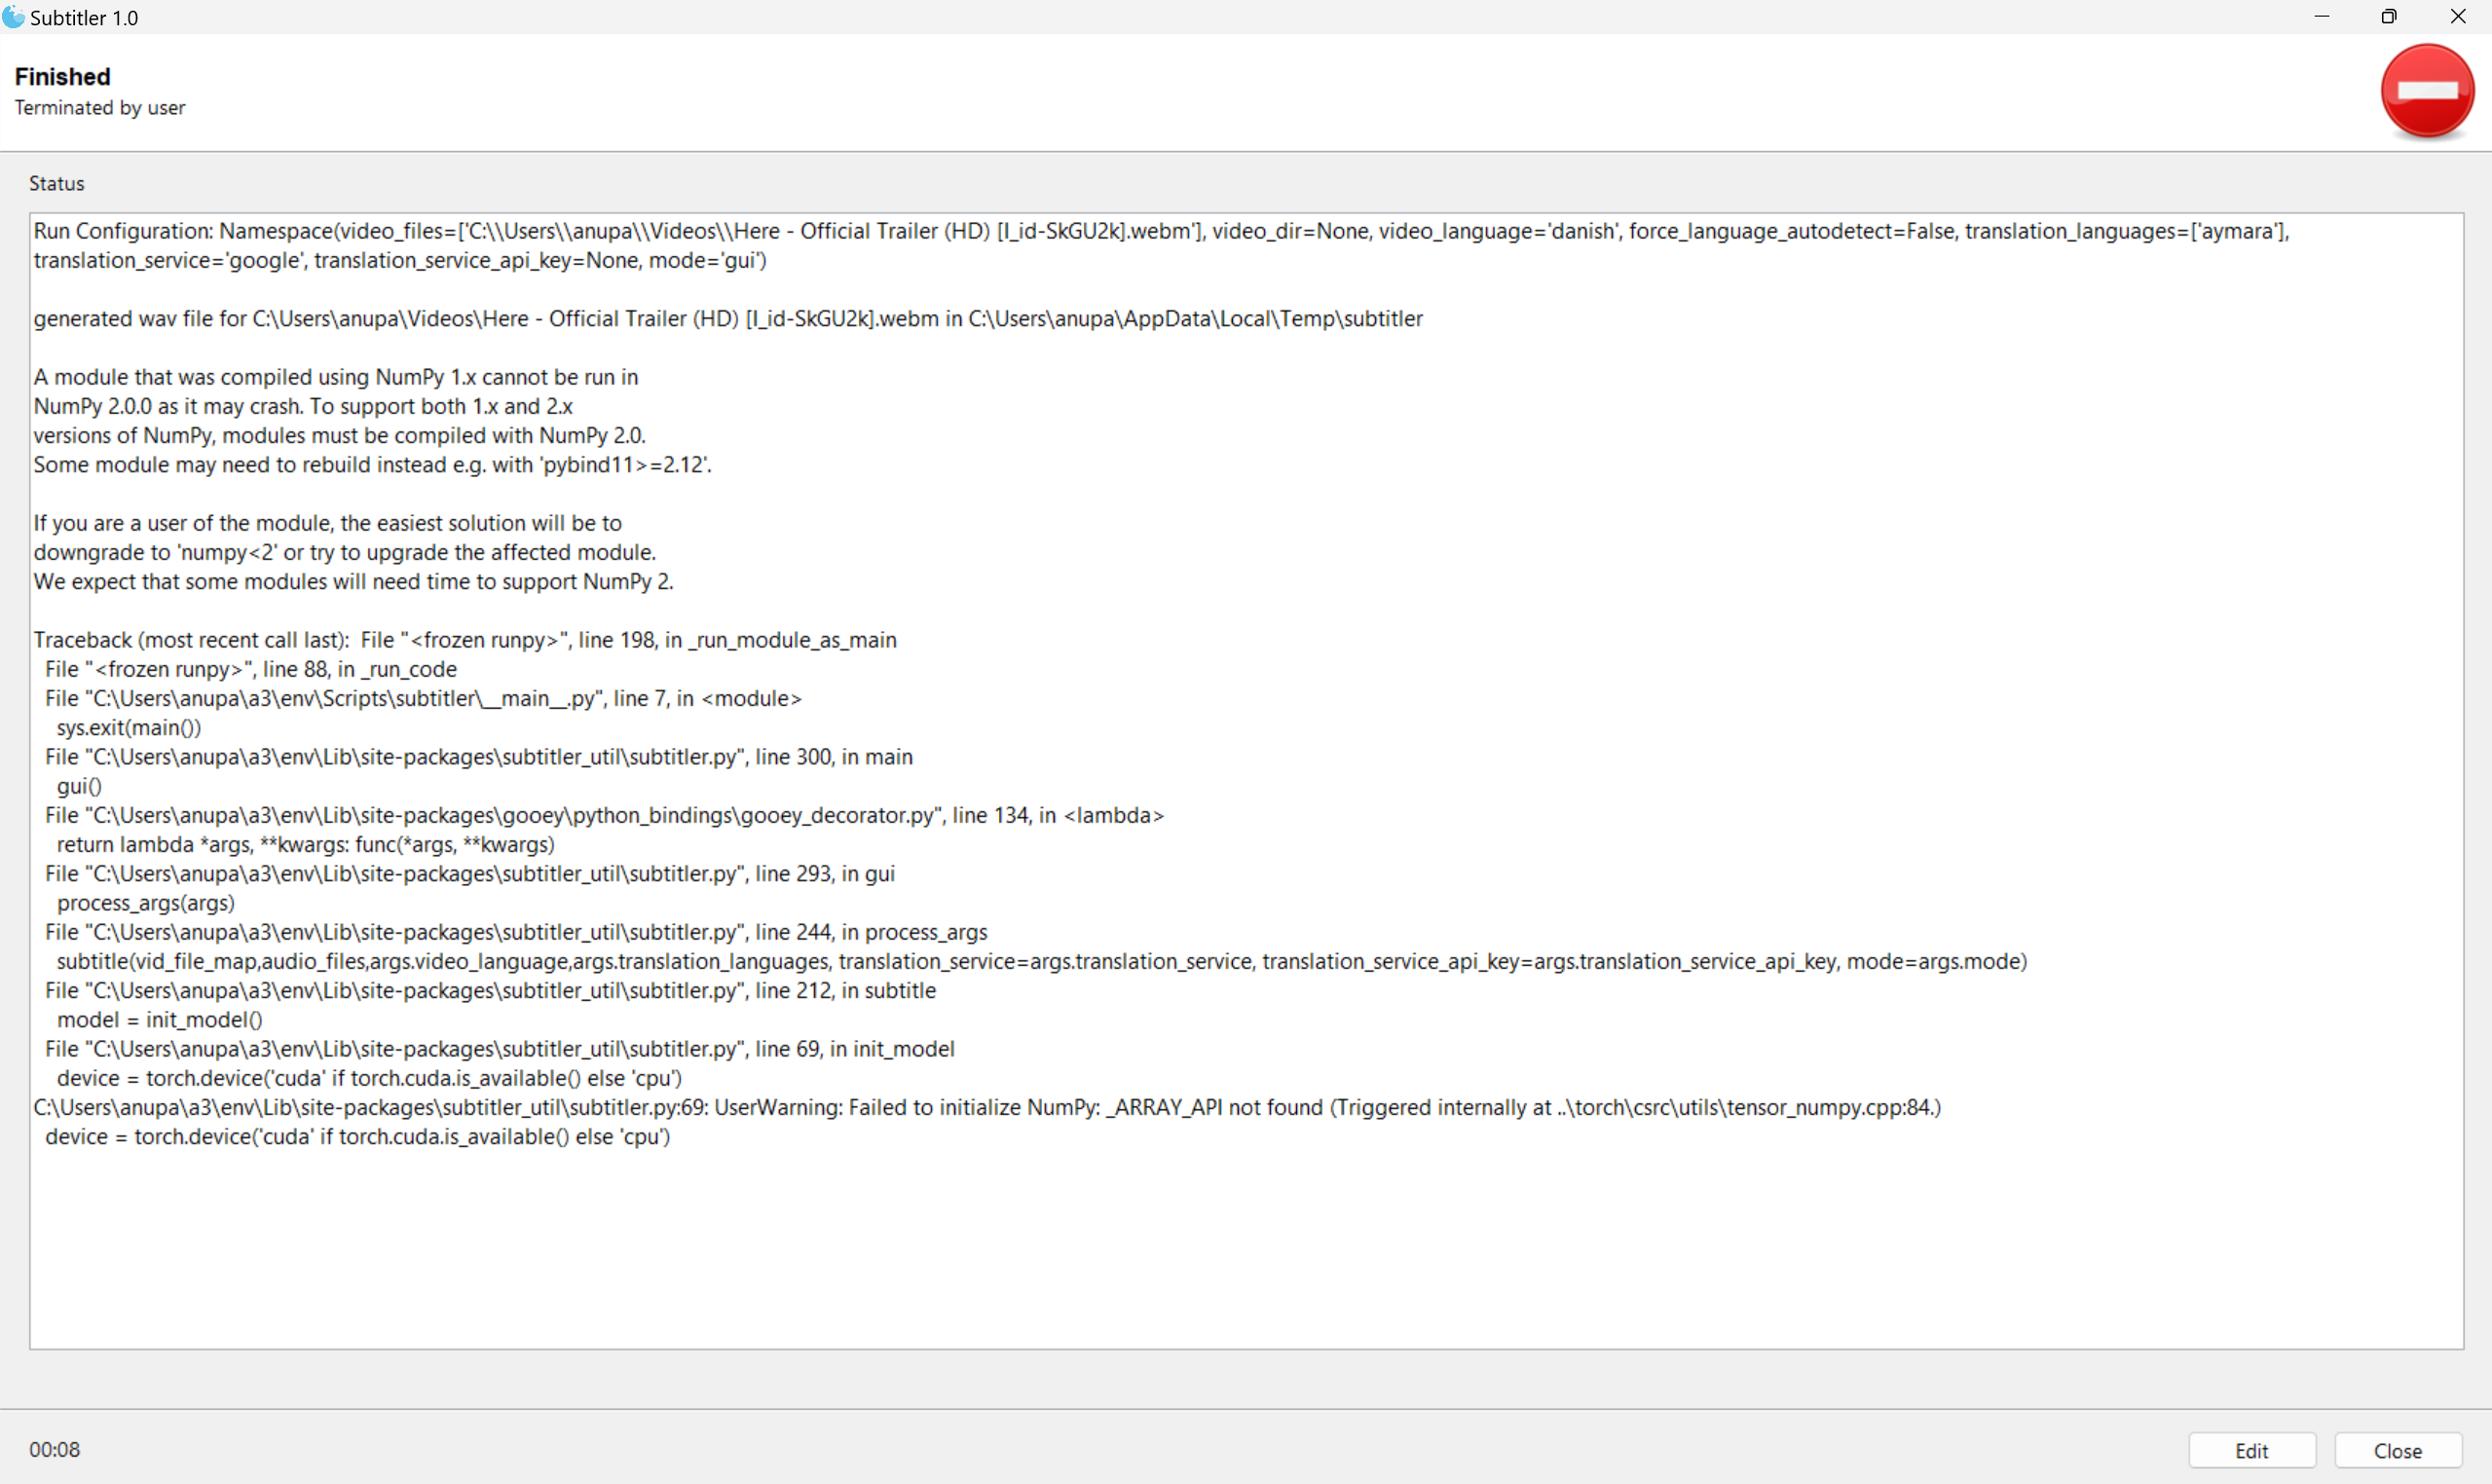 Subtitler 1.0
Finished
Terminated by user
Status
Run Configuration: Namespace(video_files=['C:\\Users\\anupa\\Videos\\Here - Official Trailer (HD) [I_id-SkGU2k].webm'], video_dir=None, video_language='danish', force_language_autodetect=False, translation_languages=['aymara'],
translation_service='google', translation_service_api_key=None, mode='gui')
generated wav file for C:\Users\anupa\Videos\Here - Official Trailer (HD) [I_id-SkGU2k].webm in C:\Users\anupa\AppData\Local\Temp\subtitler
A module that was compiled using NumPy 1.x cannot be run in
NumPy 2.0.0 as it may crash. To support both 1.x and 2.x
versions of NumPy, modules must be compiled with NumPy 2.0.
Some module may need to rebuild instead e.g. with 'pybind11>=2.12'.
If you are a user of the module, the easiest solution will be to
downgrade to 'numpy<2' or try to upgrade the affected module.
We expect that some modules will need time to support NumPy 2.
Traceback (most recent call last):  File "<frozen runpy>", line 198, in _run_module_as_main
File "<frozen runpy>", line 88, in _run_code
File "C:\Users\anupa\a3\env\Scripts\subtitler\__main__.py", line 7, in <module>
sys.exit(main())
File "C:\Users\anupa\a3\env\Lib\site-packages\subtitler_util\subtitler.py", line 300, in main
gui()
File "C:\Users\anupa\a3\env\Lib\site-packages\gooey\python_bindings\gooey_decorator.py", line 134, in <lambda>
return lambda *args, **kwargs: func(*args, **kwargs)
File "C:\Users\anupa\a3\env\Lib\site-packages\subtitler_util\subtitler.py", line 293, in gui
process_args(args)
File "C:\Users\anupa\a3\env\Lib\site-packages\subtitler_util\subtitler.py", line 244, in process_args
subtitle(vid_file_map,audio_files,args.video_language,args.translation_languages, translation_service=args.translation_service, translation_service_api_key=args.translation_service_api_key, mode=args.mode)
File "C:\Users\anupa\a3\env\Lib\site-packages\subtitler_util\subtitler.py", line 212, in subtitle
model = init_model()
File "C:\Users\anupa\a3\env\Lib\site-packages\subtitler_util\subtitler.py", line 69, in init_model
device = torch.device('cuda' if torch.cuda.is_available() else 'cpu')
C:\Users\anupa\a3\env\Lib\site-packages\subtitler_util\subtitler.py:69: UserWarning: Failed to initialize NumPy: _ARRAY_API not found (Triggered internally at ..\torch\csrc\utils\tensor_numpy.cpp:84.)
device = torch.device('cuda' if torch.cuda.is_available() else 'cpu')
00:08
Edit
Close